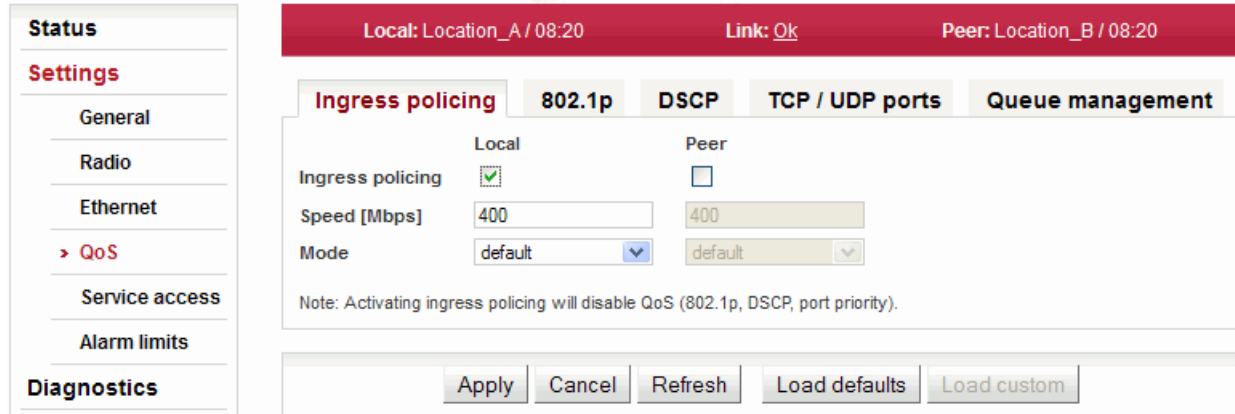 Status
Settings
General
Radio
Ethernet
QoS
Service access
Alarm limits
Diagnostics
Local: Location_A / 08:20 Link: Ok Peer: Location_B / 08:20
Ingress policing 802.1p DSCP TCP / UDP ports Queue management
Local Peer
Ingress policing
Speed [Mbps] 400 400
Mode default default
Note: Activating ingress policing will disable QoS (802.1p, DSCP, port priority).
Apply Cancel Refresh Load defaults Load custom